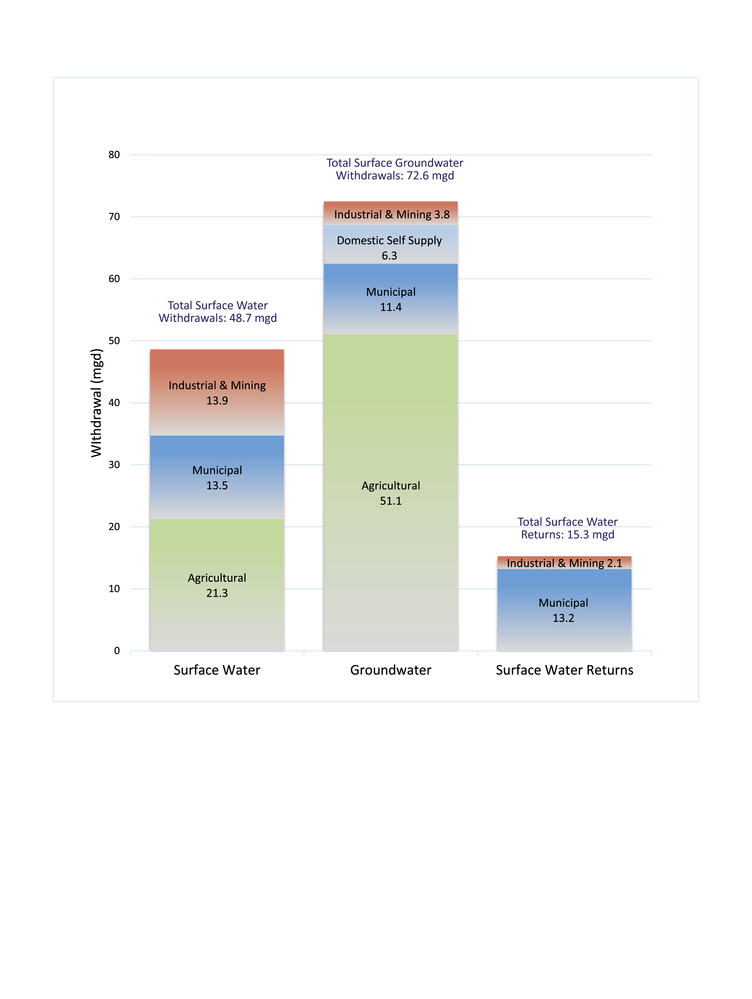 80
Total Surface Groundwater
Withdrawals: 72.6 mgd
Industrial & Mining 3.8
70
Domestic Self Supply
6.3
60
Municipal
11.4
Total Surface Water
Withdrawals: 48.7 mgd
50
Industrial & Mining
13.9
40
WIthdrawal (mgd)
30
Municipal
13.5
Agricultural
51.1
20
Total Surface Water
Returns: 15.3 mgd
Industrial & Mining 2.1
Agricultural
21.3
10
Municipal
13.2
0
Surface Water
Groundwater
Surface Water Returns